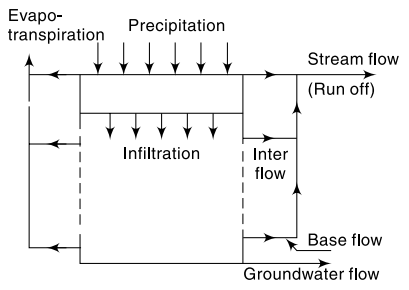 Evapo-
transpiration
Precipitation
Stream flow
(Run off)
Infiltration
Inter
flow
Base flow
Groundwater flow